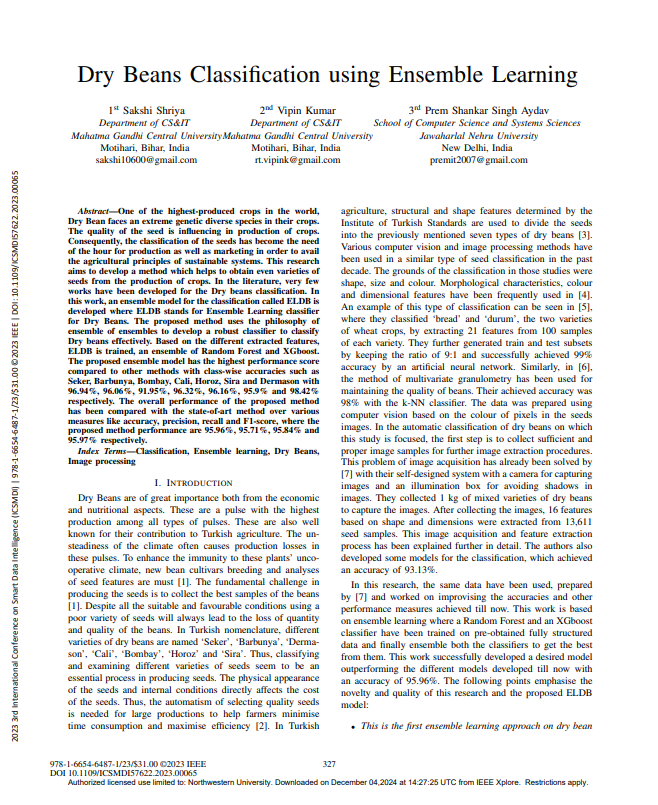 Dry Beans Classification using Ensemble Learning
1st Sakshi Shriya
Department of CS&IT
Mahatma Gandhi Central University
Motihari, Bihar, India
sakshi10600@gmail.com
2nd Vipin Kumar
Department of CS&IT
Mahatma Gandhi Central University
Motihari, Bihar, India
rt.vipink@gmail.com
3rd Prem Shankar Singh Aydav
School of Computer Science and Systems Sciences
Jawaharlal Nehru University
New Delhi, India
premit2007@gmail.com
Abstract—One of the highest-produced crops in the world,
Dry Bean faces an extreme genetic diverse species in their crops.
The quality of the seed is influencing in production of crops.
Consequently, the classification of the seeds has become the need
of the hour for production as well as marketing in order to avail
the agricultural principles of sustainable systems. This research
aims to develop a method which helps to obtain even varieties of
seeds from the production of crops. In the literature, very few
works have been developed for the Dry beans classification. In
this work, an ensemble model for the classification called ELDB is
developed where ELDB stands for Ensemble Learning classifier
for Dry Beans. The proposed method uses the philosophy of
ensemble of ensembles to develop a robust classifier to classify
Dry Beans effectively. Based on the different extracted features,
ELDB is trained, an ensemble of Random Forest and XGboost.
The proposed ensemble model has the highest performance score
compared to other methods with class-wise accuracies such as
Seker, Barbunya, Bombay, Cali, Horoz, Sira and Dermason with
96.94%, 96.06%, 91.95%, 96.32%, 96.16%, 95.9% and 98.42%
respectively. The overall performance of the proposed method
has been compared with the state-of-art method over various
measures like accuracy, precision, recall and F1-score, where the
proposed method performance are 95.96%, 95.71%, 95.84% and
95.97% respectively.
Index Terms—Classification, Ensemble learning, Dry Beans,
Image processing
I. INTRODUCTION
Dry Beans are of great importance both from the economic
and nutritional aspects. These are a pulse with the highest
production among all types of pulses. These are also well
known for their contribution to Turkish agriculture. The un-
steadiness of the climate often causes production losses in
these pulses. To enhance the immunity to these plants' unco-
operative climate, new bean cultivars breeding and analyses
of seed features are must [1]. The fundamental challenge in
producing the seeds is to collect the best samples of the beans
[1]. Despite all the suitable and favourable conditions using a
poor variety of seeds will always lead to the loss of quantity
and quality of the beans. In Turkish nomenclature, different
varieties of dry beans are named 'Seker', 'Barbunya', 'Derma-
son', 'Cali', 'Bombay', 'Horoz' and 'Sira'. Thus, classifying
and examining different varieties of seeds seem to be an
essential process in producing seeds. The physical appearance
of the seeds and internal conditions directly affects the cost
of the seeds. Thus, the automatism of selecting quality seeds
is needed for large productions to help farmers minimise
time consumption and maximise efficiency [2]. In Turkish
agriculture, structural and shape features determined by the
Institute of Turkish Standards are used to divide the seeds
into the previously mentioned seven types of dry beans [3].
Various computer vision and image processing methods have
been used in a similar type of seed classification in the past
decade. The grounds of the classification in those studies were
shape, size and colour. Morphological characteristics, colour
and dimensional features have been frequently used in [4].
An example of this type of classification can be seen in [5],
where they classified 'bread' and 'durum', the two varieties
of wheat crops, by extracting 21 features from 100 samples
of each variety. They further generated train and test subsets
by keeping the ratio of 9:1 and successfully achieved 99%
accuracy by an artificial neural network. Similarly, in [6],
the method of multivariate granulometry has been used for
maintaining the quality of beans. Their achieved accuracy was
98% with the k-NN classifier. The data was prepared using
computer vision based on the colour of pixels in the seeds
images. In the automatic classification of dry beans on which
this study is focused, the first step is to collect sufficient and
proper image samples for further image extraction procedures.
This problem of image acquisition has already been solved by
[7] with their self-designed system with a camera for capturing
images and an illumination box for avoiding shadows in
images. They collected 1 kg of mixed varieties of dry beans
to capture the images. After collecting the images, 16 features
based on shape and dimensions were extracted from 13,611
seed samples. This image acquisition and feature extraction
process has been explained further in detail. The authors also
developed some models for the classification, which achieved
an accuracy of 93.13%.
In this research, the same data have been used, prepared
by [7] and worked on improvising the accuracies and other
performance measures achieved till now. This work is based
on ensemble learning where a Random Forest and an XGboost
classifier have been trained on pre-obtained fully structured
data and finally ensemble both the classifiers to get the best
from them. This work successfully developed a desired model
outperforming the different models developed till now with
an accuracy of 95.96%. The following points emphasise the
novelty and quality of this research and the proposed ELDB
model:
• This is the first ensemble learning approach on dry bean
2023 3rd International Conference on Smart Data Intelligence (ICSMDI) | 978-1-6654-6487-1/23/$31.00 ©2023 IEEE | DOI: 10.1109/ICSMDI57622.2023.00065
978-1-6654-6487-1/23/$31.00 ©2023 IEEE
DOI 10.1109/ICSMDI57622.2023.00065
327
Authorized licensed use limited to: Northwestern University. Downloaded on December 04,2024 at 14:27:25 UTC from IEEE Xplore. Restrictions apply.